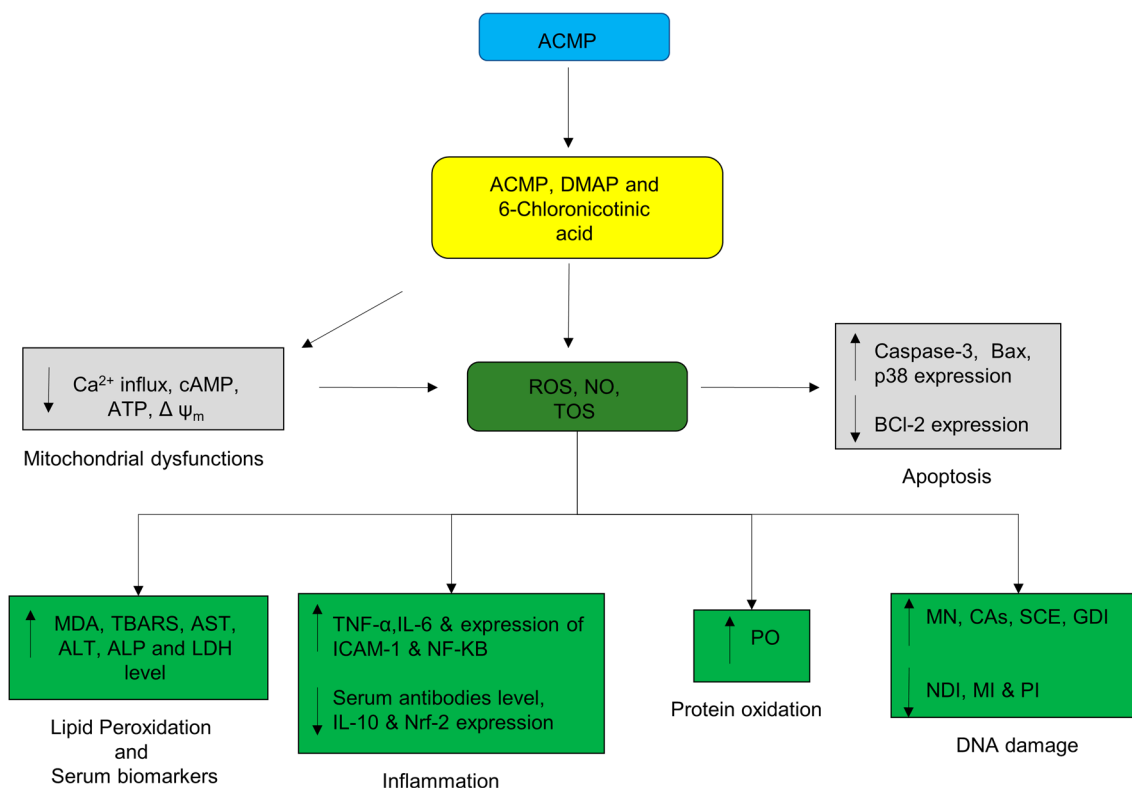 ACMP
ACMP, DMAP and
6-Chloronicotinic
acid
Ca²⁺ influx, cAMP,
ATP, Δ ψₘ
Mitochondrial dysfunctions
ROS, NO,
TOS
Caspase-3, Bax,
p38 expression
BCl-2 expression
Apoptosis
MDA, TBARS, AST,
ALT, ALP and LDH
level
Lipid Peroxidation
and
Serum biomarkers
TNF-α,IL-6 & expression of
ICAM-1 & NF-KB
Serum antibodies level,
IL-10 & Nrf-2 expression
Inflammation
PO
Protein oxidation
MN, CAs, SCE, GDI
NDI, MI & PI
DNA damage